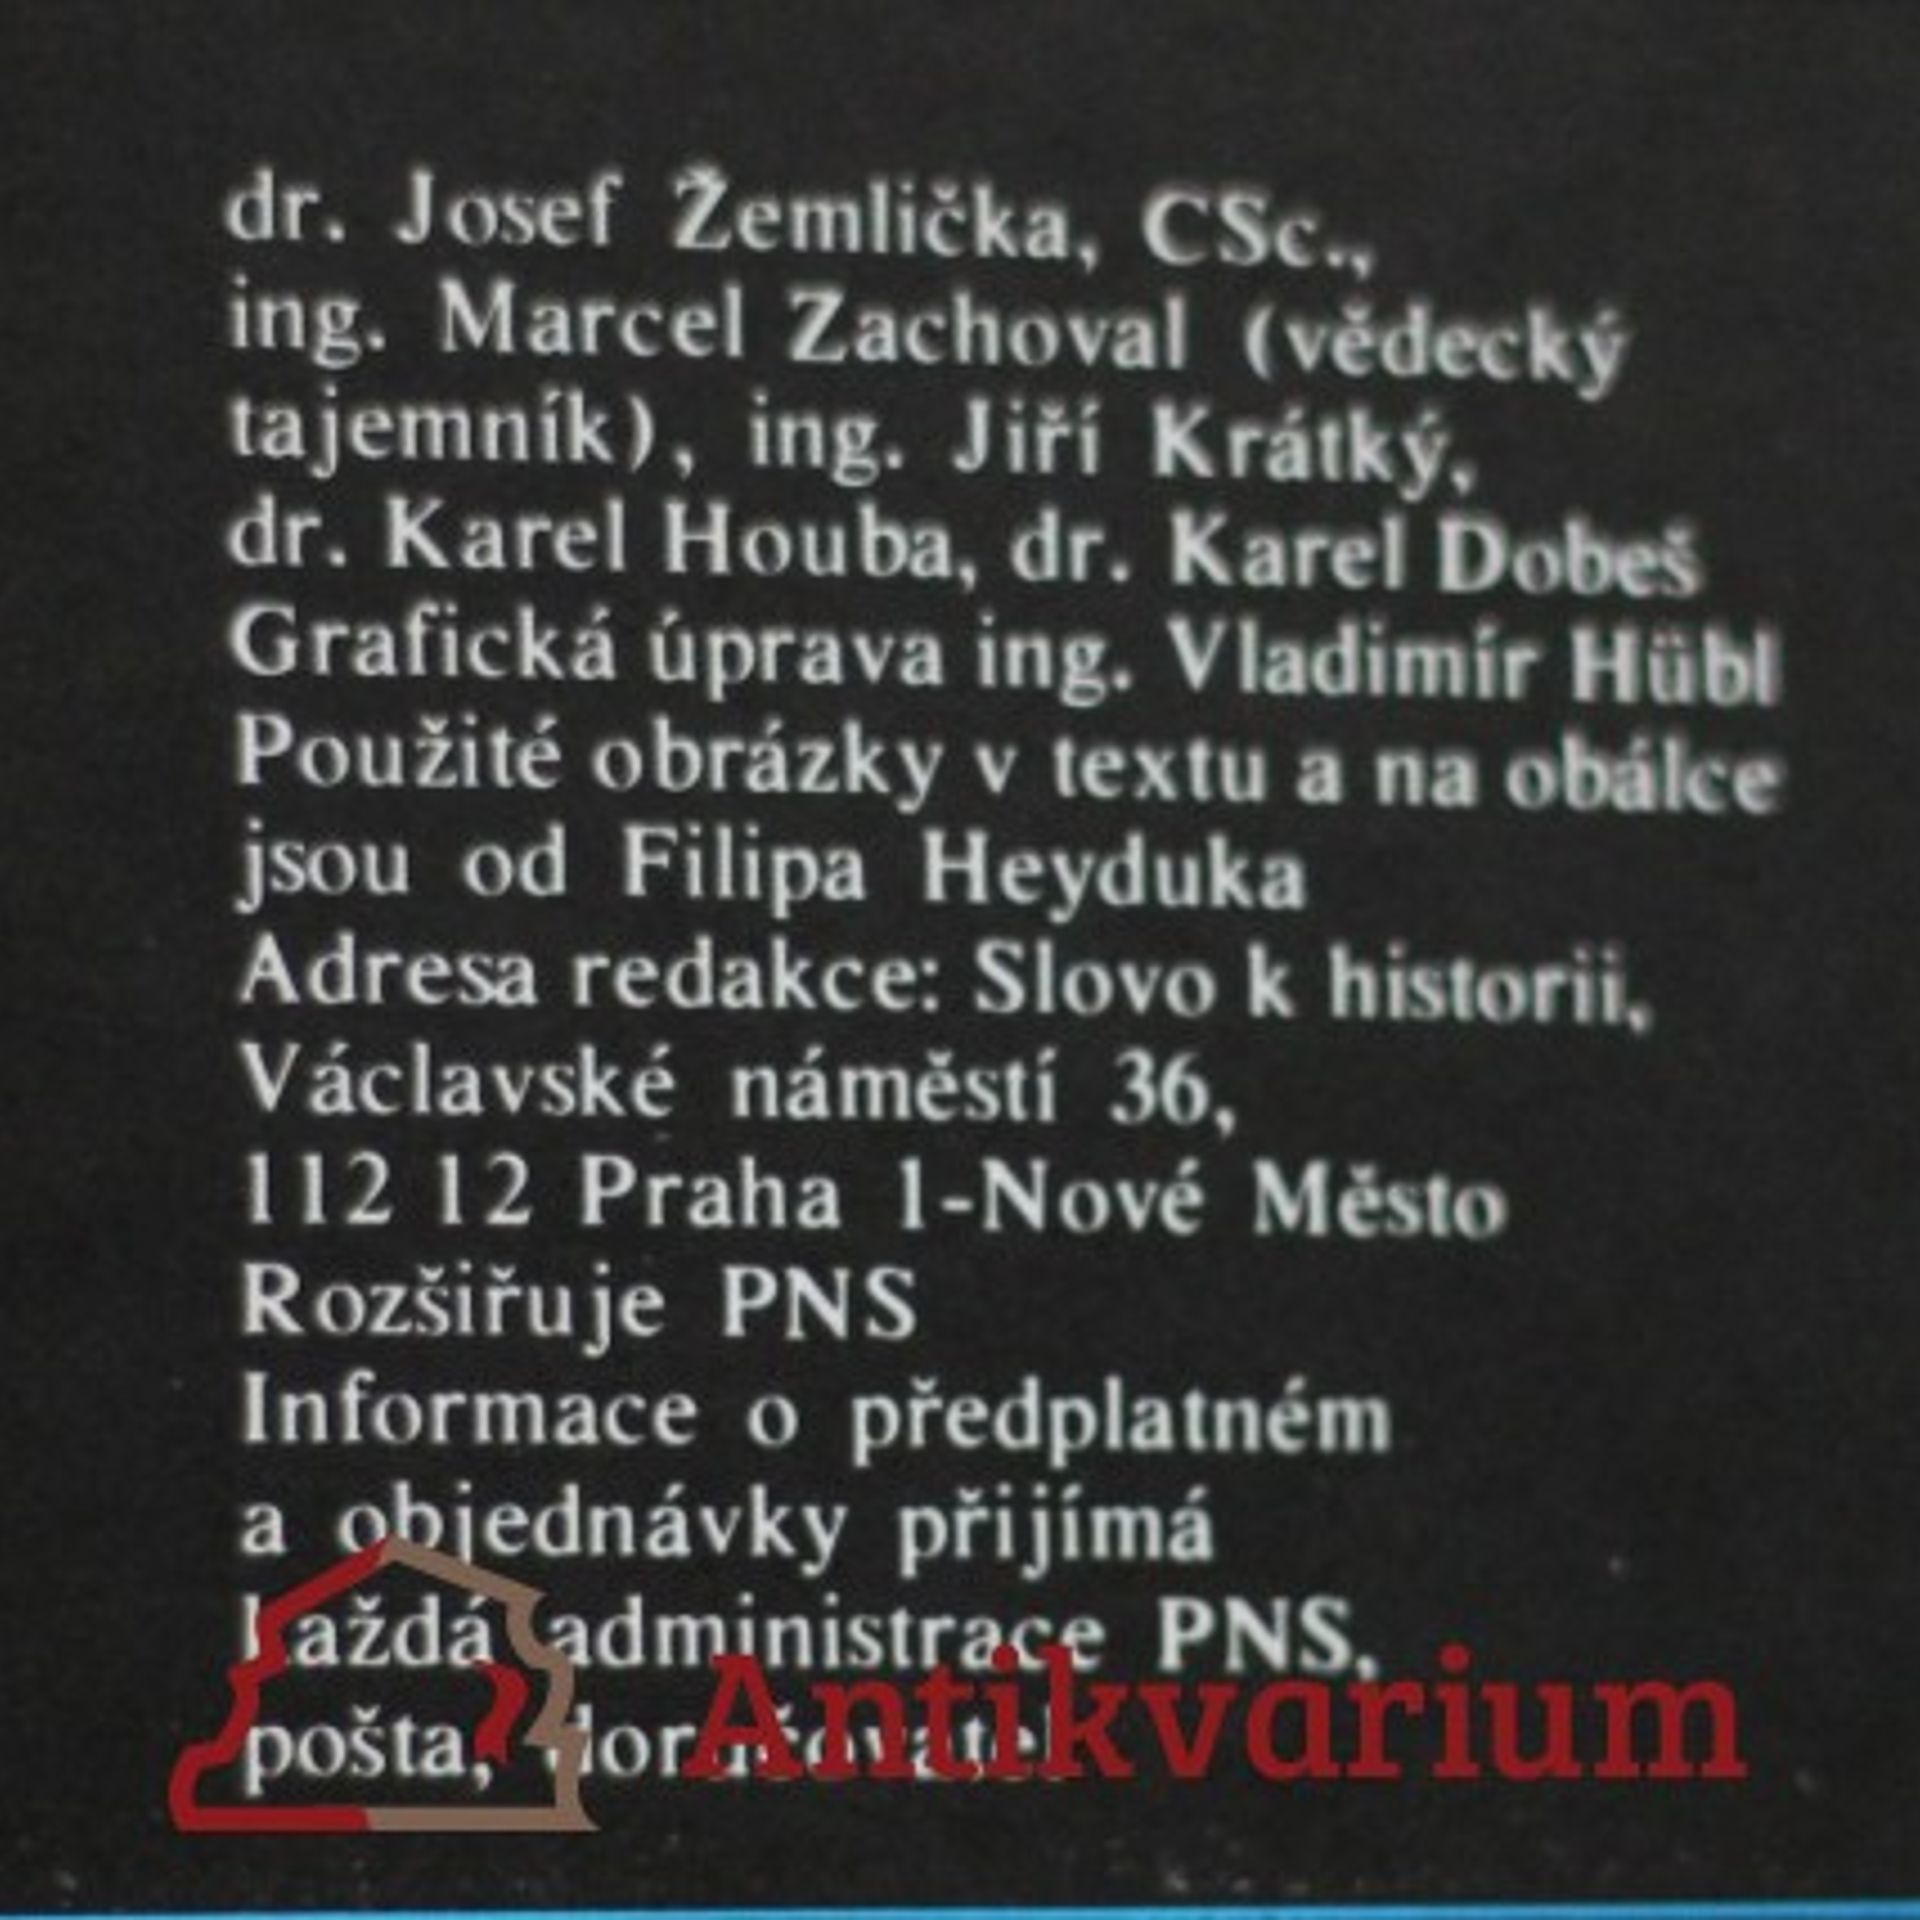 dr. Josef Žemlička, CSc.,
ing. Marcel Zachoval (vědecký
tajemník), ing. Jiří Krátký,
dr. Karel Houba, dr. Karel Dobeš
Grafická úprava ing. Vladimír Hübl
Použité obrázky v textu a na obálce
jsou od Filipa Heyduka
Adresa redakce: Slovo k historii,
Václavské náměstí 36,
112 12 Praha 1-Nové Město
Rozšiřuje PNS
Informace o předplatném
a objednávky přijímá
každá administrace PNS,
pošta, doručovatel
Antikvarium